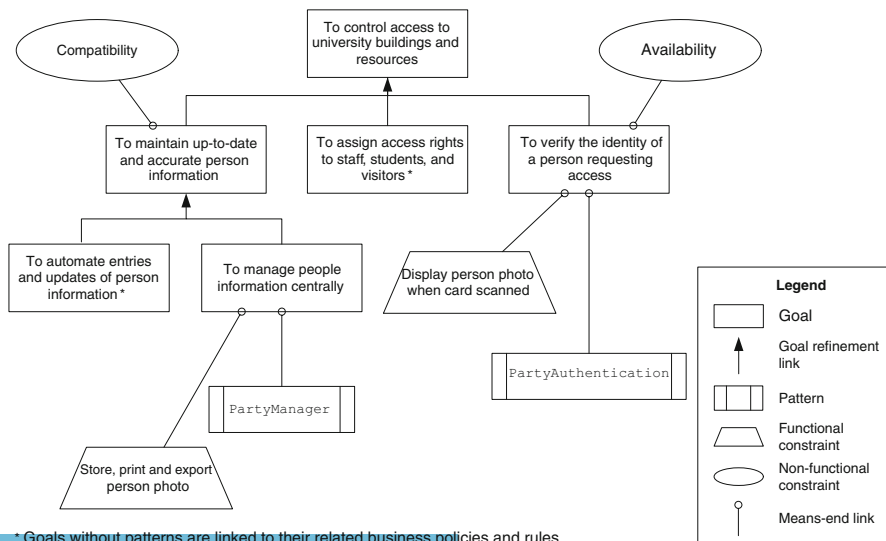 Compatibility
To control access to
university buildings and
resources
Availability
To maintain up-to-date
and accurate person
information
To assign access rights
to staff, students, and
visitors *
To verify the identity of
a person requesting
access
To automate entries
and updates of person
information *
To manage people
information centrally
Display person photo
when card scanned
PartyManager
PartyAuthentication
Store, print and export
person photo
Legend
Goal
Goal refinement
link
Pattern
Functional
constraint
Non-functional
constraint
Means-end link
* Goals without patterns are linked to their related business policies and rules